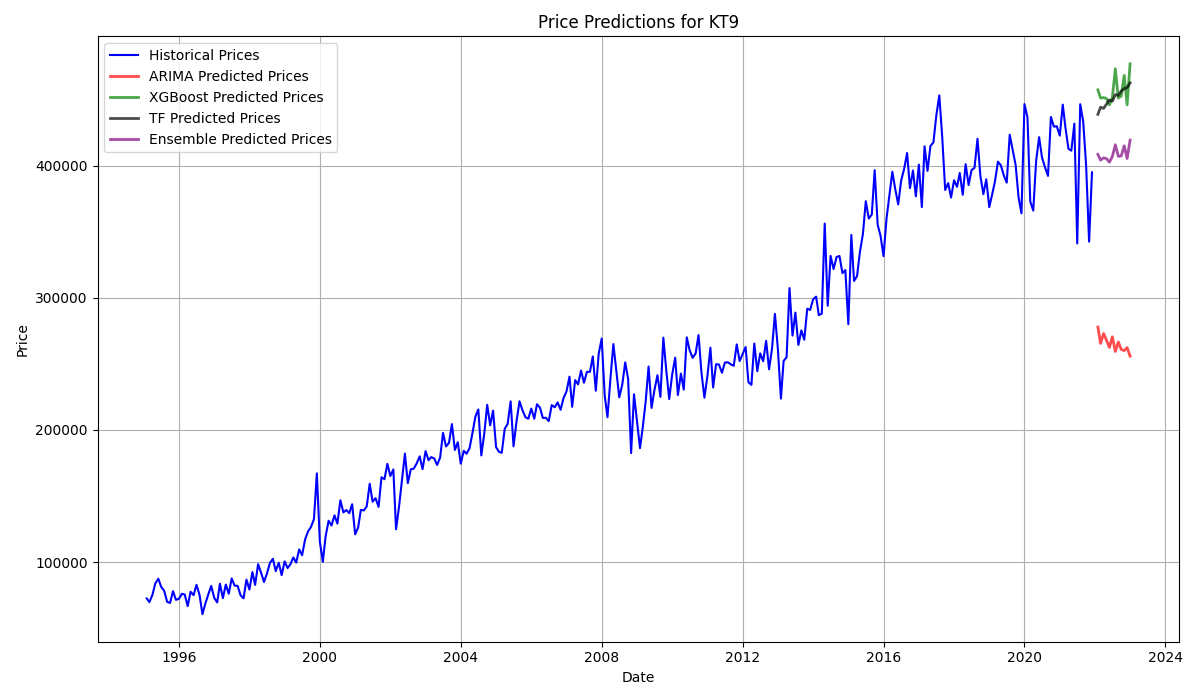 Price Predictions for KT9
Historical Prices
ARIMA Predicted Prices
XGBoost Predicted Prices
TF Predicted Prices
Ensemble Predicted Prices
400000
300000
200000
100000
Price
1996 2000 2004 2008 2012 2016 2020 2024
Date